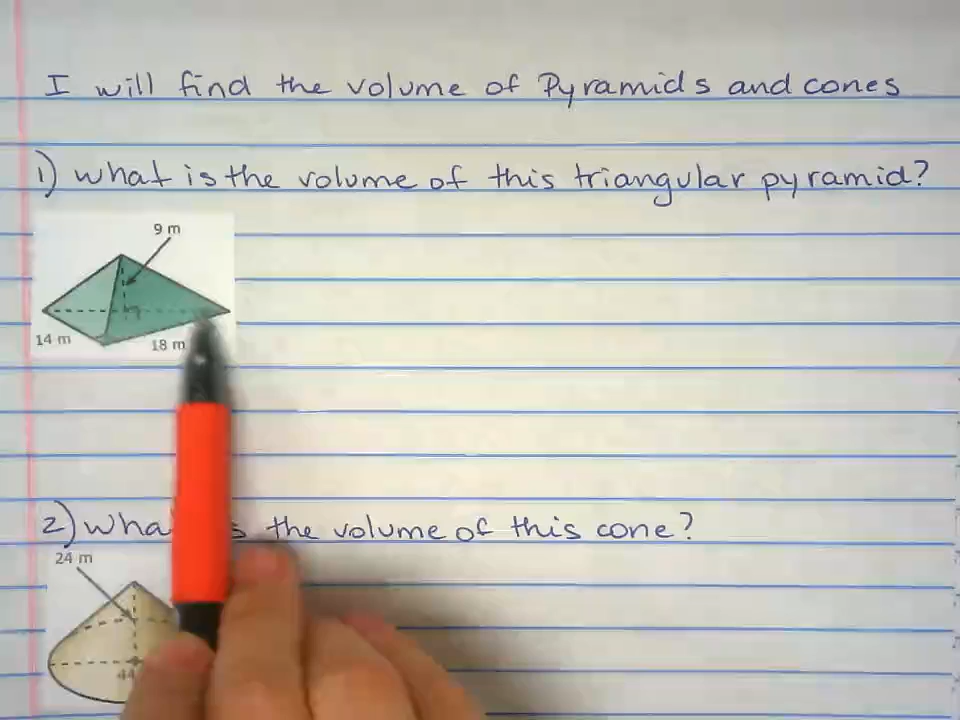 I will find the volume of Pyramids and cones
1) what is the volume of this triangular pyramid?
9 m
14 m
18 m
2) the volume of this cone?
24 m